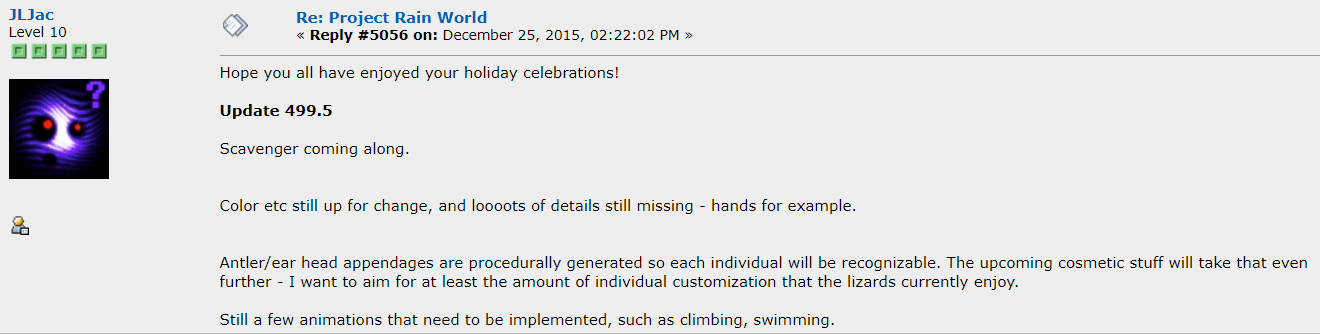 JLJac
Level 10
Re: Project Rain World
« Reply #5056 on: December 25, 2015, 02:22:02 PM »
Hope you all have enjoyed your holiday celebrations!
Update 499.5
Scavenger coming along.
Color etc still up for change, and loooots of details still missing - hands for example.
Antler/ear head appendages are procedurally generated so each individual will be recognizable. The upcoming cosmetic stuff will take that even
further - I want to aim for at least the amount of individual customization that the lizards currently enjoy.
Still a few animations that need to be implemented, such as climbing, swimming.